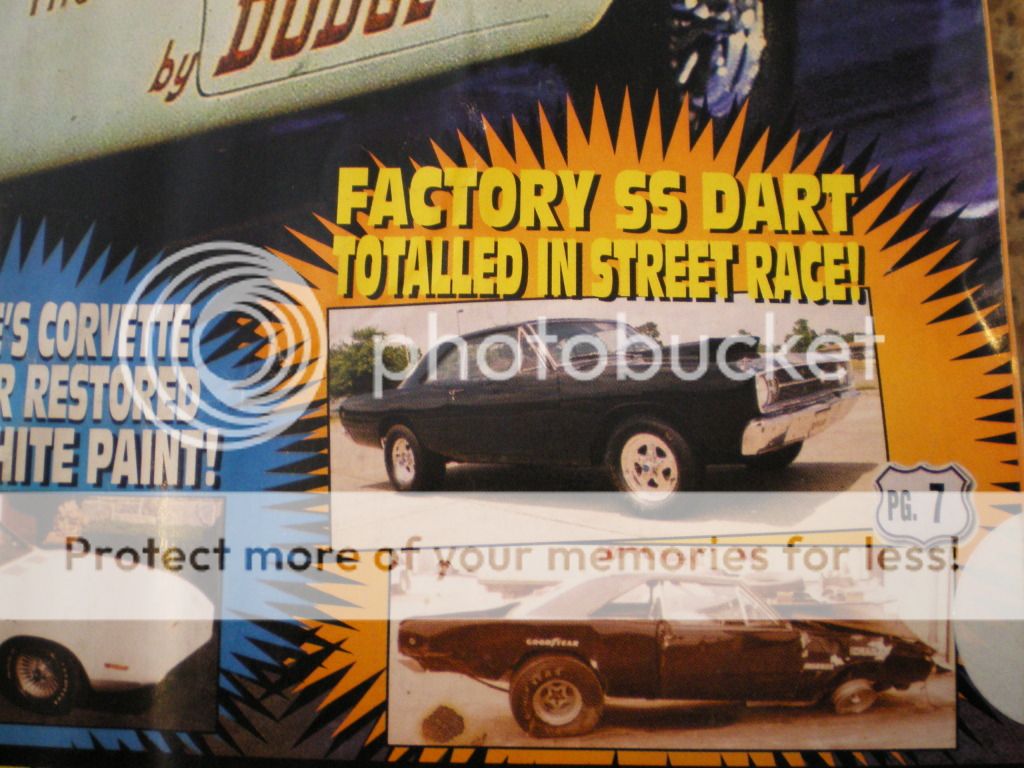 by DODGE
FACTORY SS DART
TOTALLED IN STREET RACE!
'S CORVETTE
RESTORED
HITE PAINT!
photobucket
PG. 7
Protect more of your memories for less!
GOODYEAR